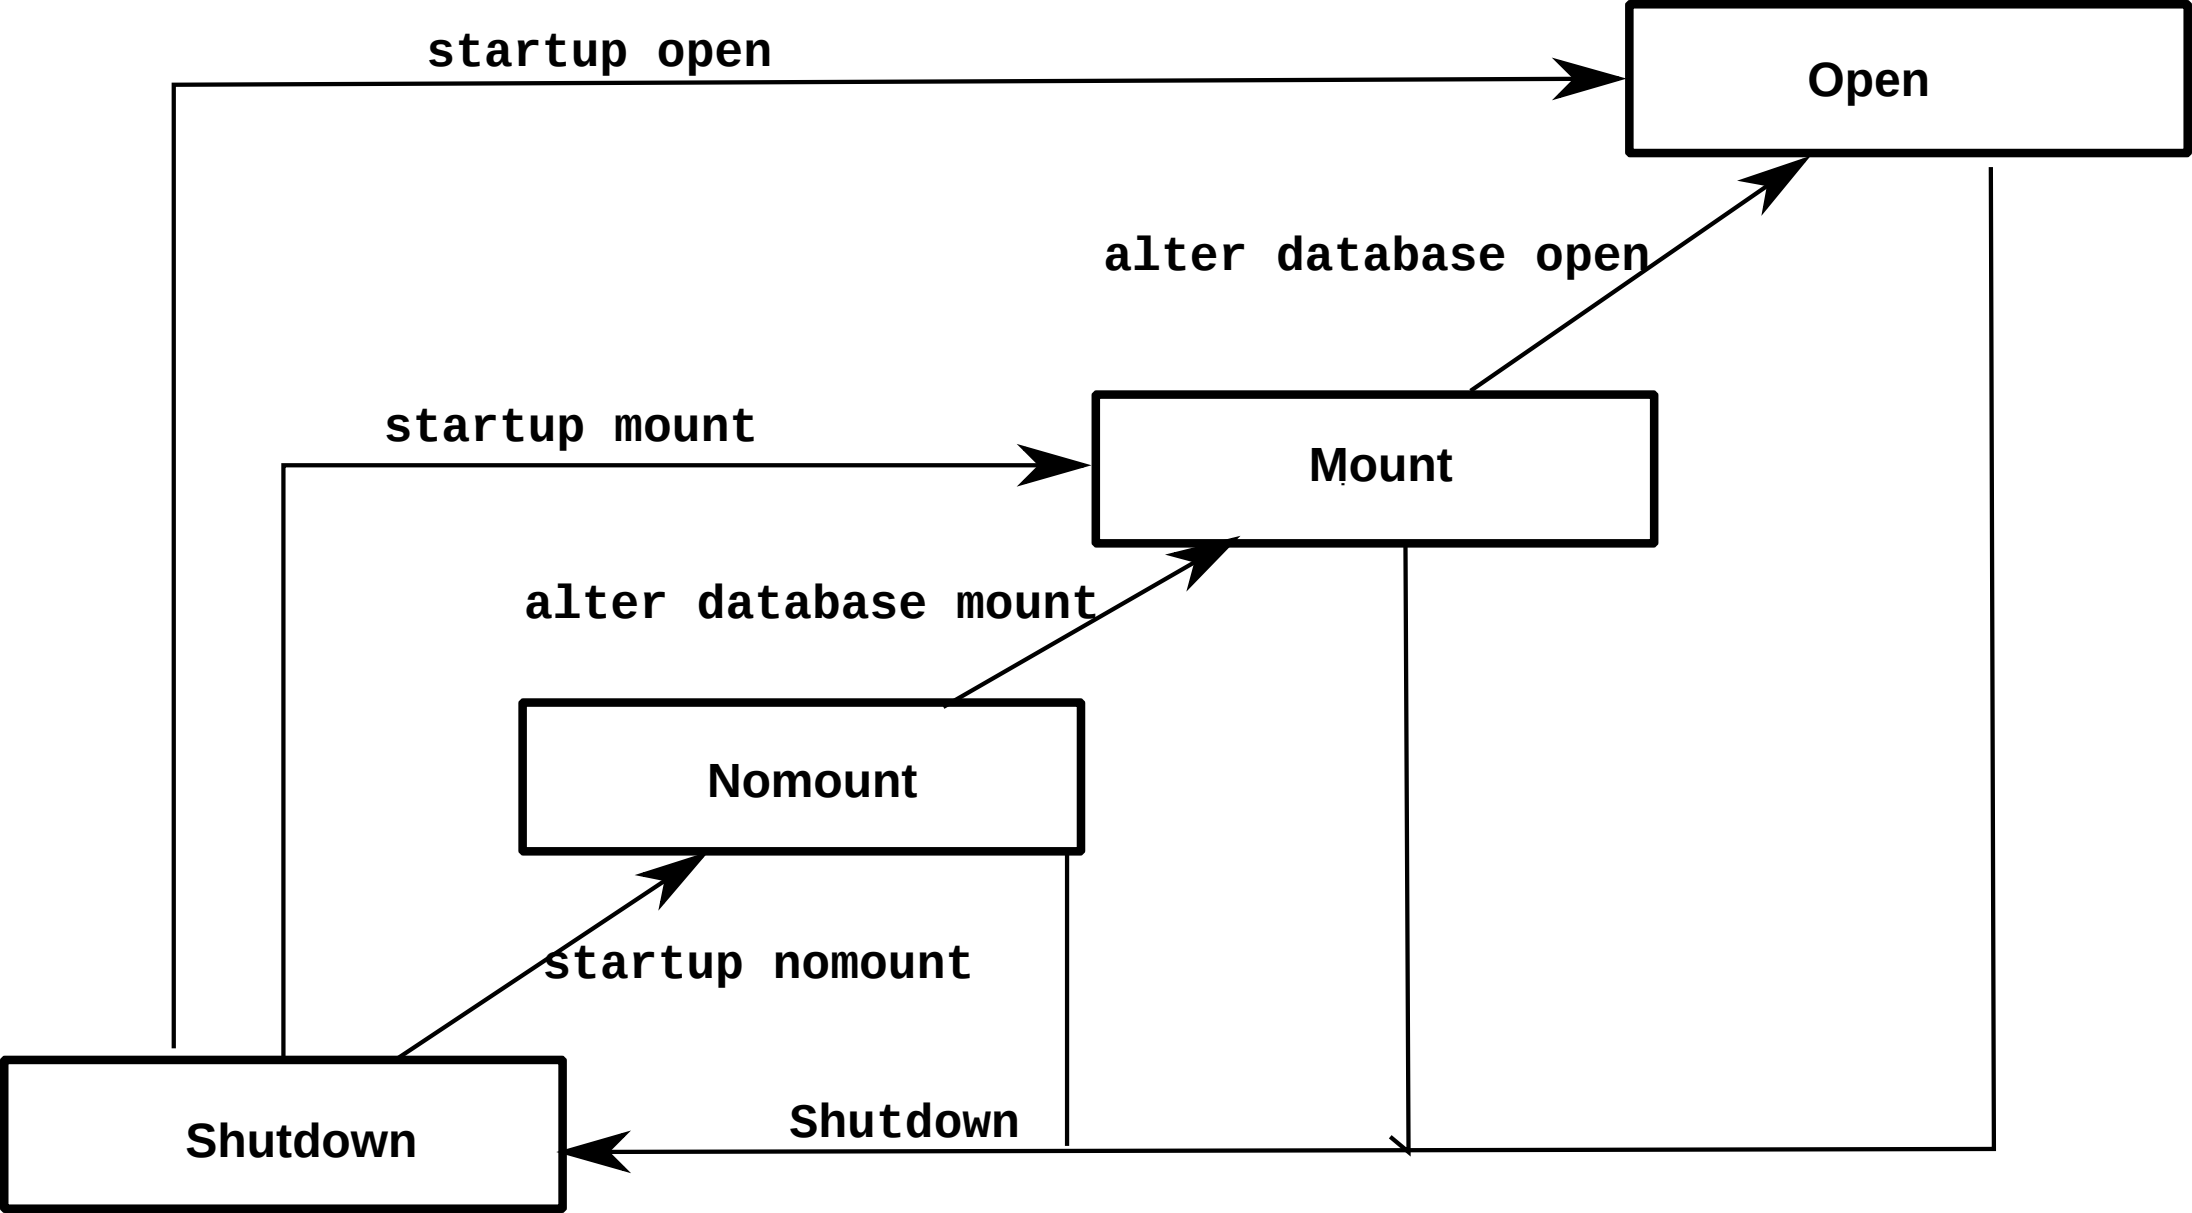 startup open
Open
alter database open
startup mount
Mount
alter database mount
Nomount
startup nomount
Shutdown
Shutdown